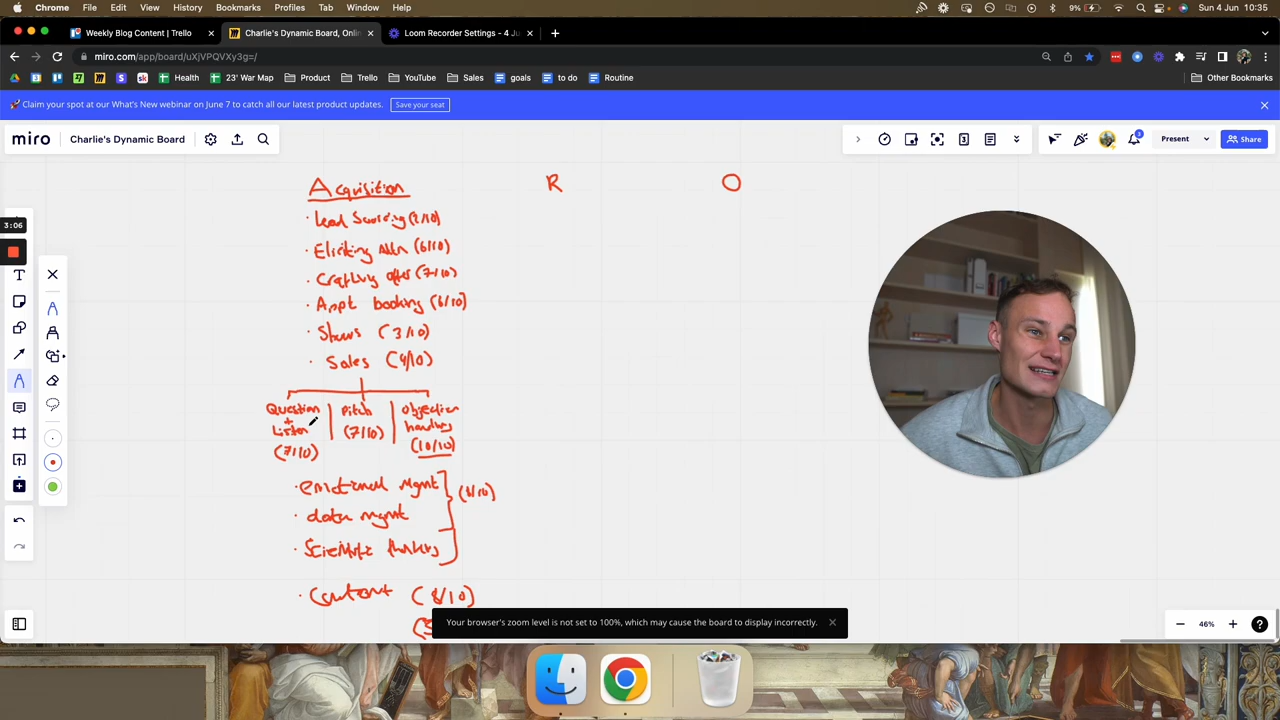 Chrome File Edit View History Bookmarks Profiles Tab Window Help
9% Sun 4 Jun 10:35
Weekly Blog Content | Trello
Charlie's Dynamic Board, Onlin
Loom Recorder Settings - 4 Ju
miro.com/app/board/uXjVPQVXy3g=/
Health 23' War Map Product Trello YouTube Sales goals to do Routine Other Bookmarks
Claim your spot at our What's New webinar on June 7 to catch all our latest product updates. Save your seat
miro Charlie's Dynamic Board
Present Share
Acquisition R O
· Lead Sourcing
· Eliciting Attn (6/10)
· Crafting offer (7/10)
· Appt booking (6/10)
· Shows (3/10)
· Sales (4/10)
3:06
Question + Listen (7/10)
Pitch (7/10)
Objection handling (10/10)
· emotional mgmt
· data mgmt
· Scientific
· Content (8/10)
Your browser's zoom level is not set to 100%, which may cause the board to display incorrectly.
46%